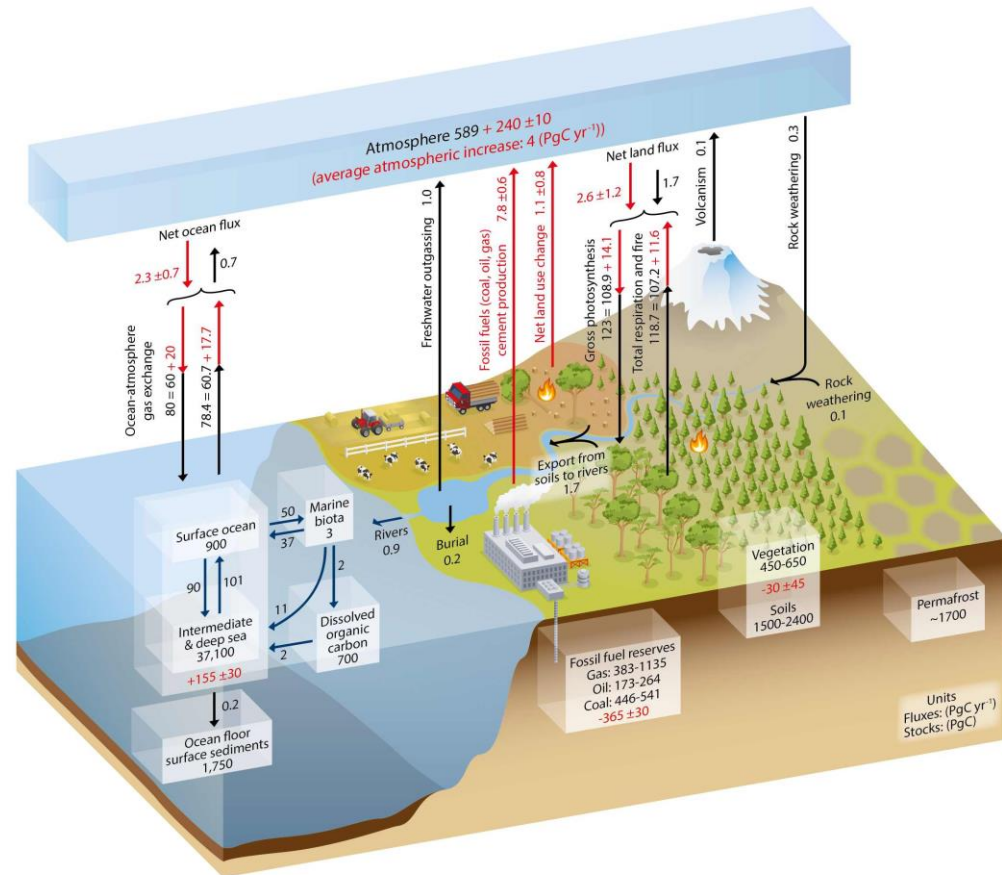 Atmosphere 589 + 240 ±10
(average atmospheric increase: 4 (PgC yr⁻¹))
Net ocean flux
2.3 ±0.7
0.7
Ocean-atmosphere
gas exchange
80 = 60 + 20
78.4 = 60.7 + 17.7
Freshwater outgassing 1.0
Fossil fuels (coal, oil, gas)
cement production 7.8 ±0.6
Net land use change 1.1 ±0.8
Net land flux
2.6 ±1.2
1.7
Gross photosynthesis
123 = 108.9 + 14.1
Total respiration and fire
118.7 = 107.2 + 11.6
Volcanism 0.1
Rock weathering 0.3
Rock
weathering
0.1
Export from
soils to rivers
1.7
Surface ocean
900
50
37
Marine
biota
3
Rivers
0.9
Burial
0.2
90
101
11
2
Intermediate
& deep sea
37,100
+155 ±30
2
Dissolved
organic
carbon
700
0.2
Ocean floor
surface sediments
1,750
Fossil fuel reserves
Gas: 383-1135
Oil: 173-264
Coal: 446-541
-365 ±30
Vegetation
450-650
-30 ±45
Soils
1500-2400
Permafrost
~1700
Units
Fluxes: (PgC yr⁻¹)
Stocks: (PgC)